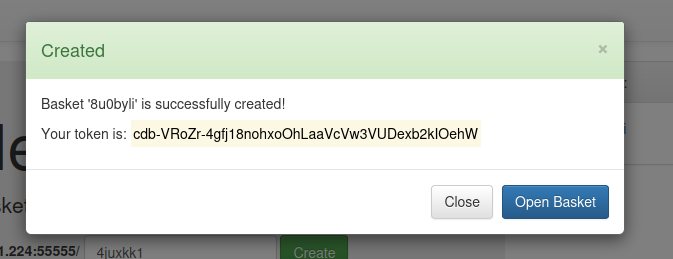 Created ×
Basket '8u0byli' is successfully created!
Your token is: cdb-VRoZr-4gfj18nohxoOhLaaVcVw3VUDexb2kIOehW
Close Open Basket
1.224:55555/ 4juxkk1 Create